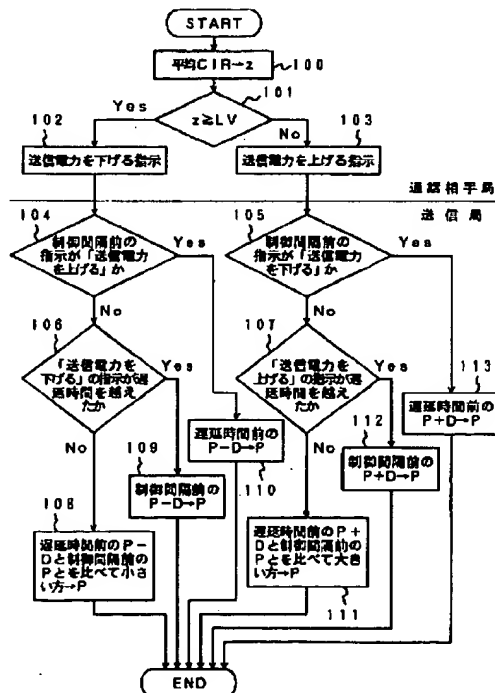 START
平均CIR→z
100
101
z≧LV
Yes
No
102
103
送信電力を下げる指示
送信電力を上げる指示
通話相手局
送信局
104
105
制御間隔前の
指示が「送信電力
を上げる」か
Yes
No
制御間隔前の
指示が「送信電力を
下げる」か
Yes
No
106
107
「送信電力を
下げる」の指示が遅
延時間を越え
たか
Yes
No
「送信電力を
上げる」の指示が遅
延時間を越え
たか
Yes
No
113
遅延時間前の
P+D→P
遅延時間前の
P-D→P
110
112
制御間隔前の
P+D→P
109
制御間隔前の
P-D→P
108
遅延時間前のP-
Dと制御間隔前の
Pとを比べて小さ
い方→P
遅延時間前のP+
Dと制御間隔前の
Pとを比べて大き
い方→P
111
END